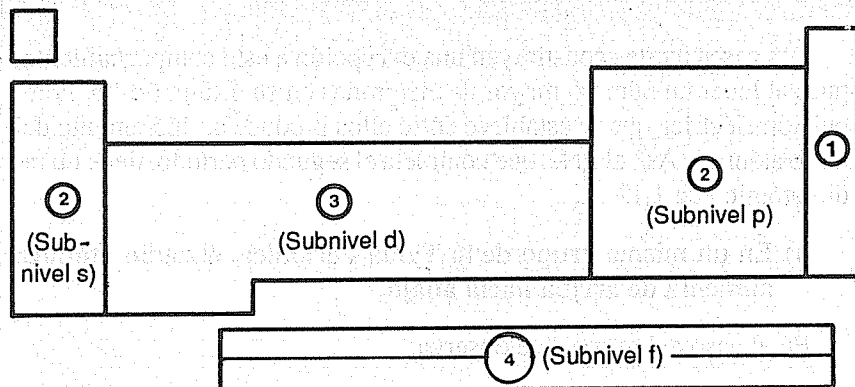 1
2
(Sub-
nivel s)
3
(Subnivel d)
2
(Subnivel p)
4 (Subnivel f)